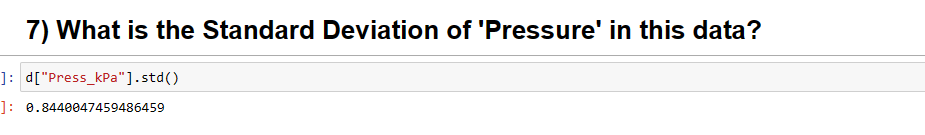 7) What is the Standard Deviation of 'Pressure' in this data?
]: d["Press_kPa"].std()
]: 0.8440047459486459